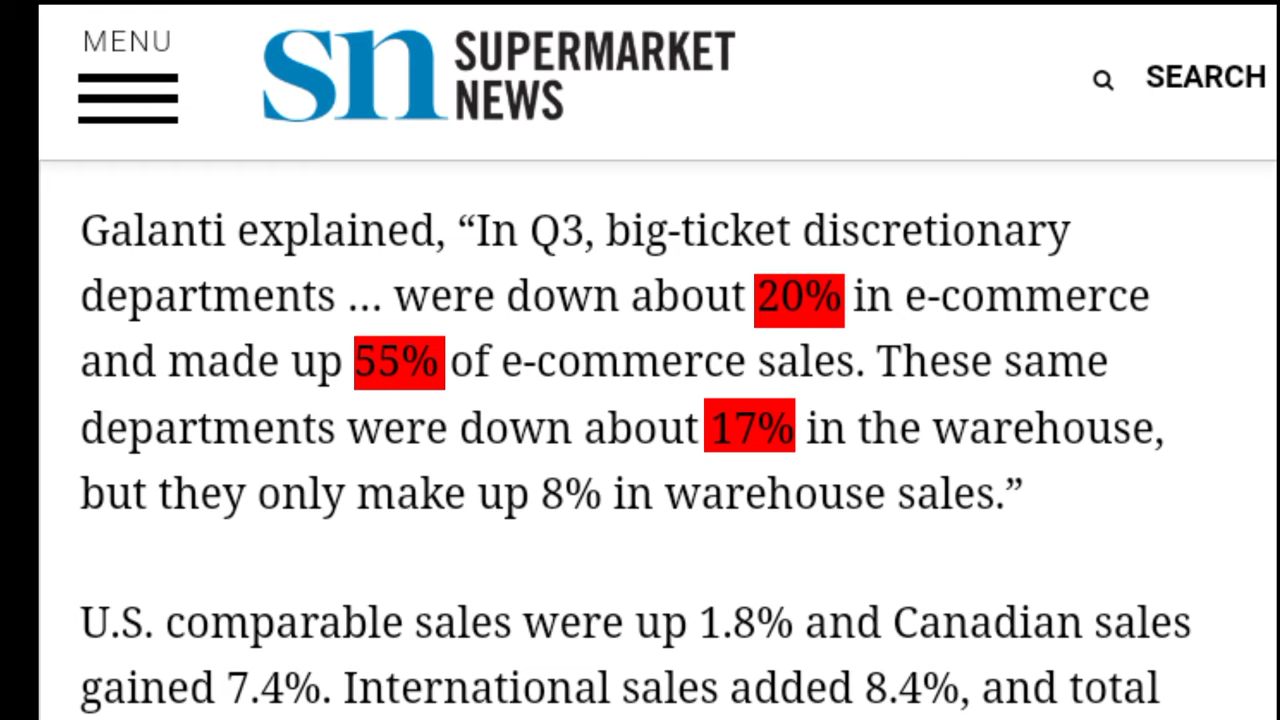 MENU
sn SUPERMARKET
NEWS
SEARCH
Galanti explained, “In Q3, big-ticket discretionary
departments ... were down about 20% in e-commerce
and made up 55% of e-commerce sales. These same
departments were down about 17% in the warehouse,
but they only make up 8% in warehouse sales.”
U.S. comparable sales were up 1.8% and Canadian sales
gained 7.4%. International sales added 8.4%, and total